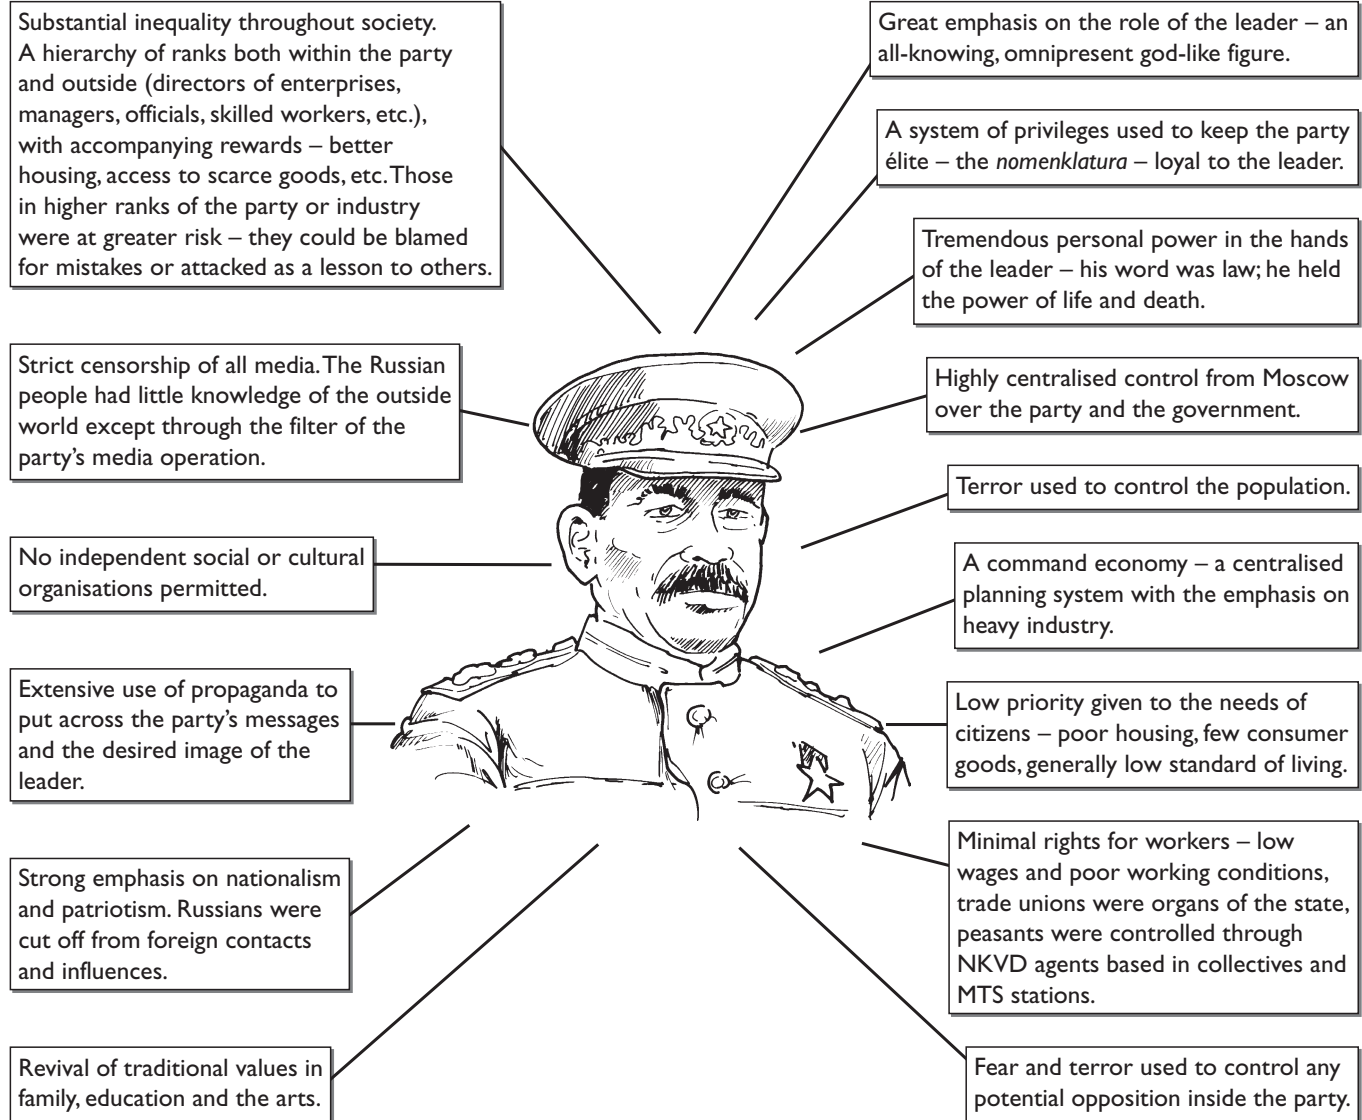 Substantial inequality throughout society.
A hierarchy of ranks both within the party
and outside (directors of enterprises,
managers, officials, skilled workers, etc.),
with accompanying rewards – better
housing, access to scarce goods, etc. Those
in higher ranks of the party or industry
were at greater risk – they could be blamed
for mistakes or attacked as a lesson to others.
Strict censorship of all media. The Russian
people had little knowledge of the outside
world except through the filter of the
party's media operation.
No independent social or cultural
organisations permitted.
Extensive use of propaganda to
put across the party's messages
and the desired image of the
leader.
Strong emphasis on nationalism
and patriotism. Russians were
cut off from foreign contacts
and influences.
Revival of traditional values in
family, education and the arts.
Great emphasis on the role of the leader – an
all-knowing, omnipresent god-like figure.
A system of privileges used to keep the party
élite – the nomenklatura – loyal to the leader.
Tremendous personal power in the hands
of the leader – his word was law; he held
the power of life and death.
Highly centralised control from Moscow
over the party and the government.
Terror used to control the population.
A command economy – a centralised
planning system with the emphasis on
heavy industry.
Low priority given to the needs of
citizens – poor housing, few consumer
goods, generally low standard of living.
Minimal rights for workers – low
wages and poor working conditions,
trade unions were organs of the state,
peasants were controlled through
NKVD agents based in collectives and
MTS stations.
Fear and terror used to control any
potential opposition inside the party.